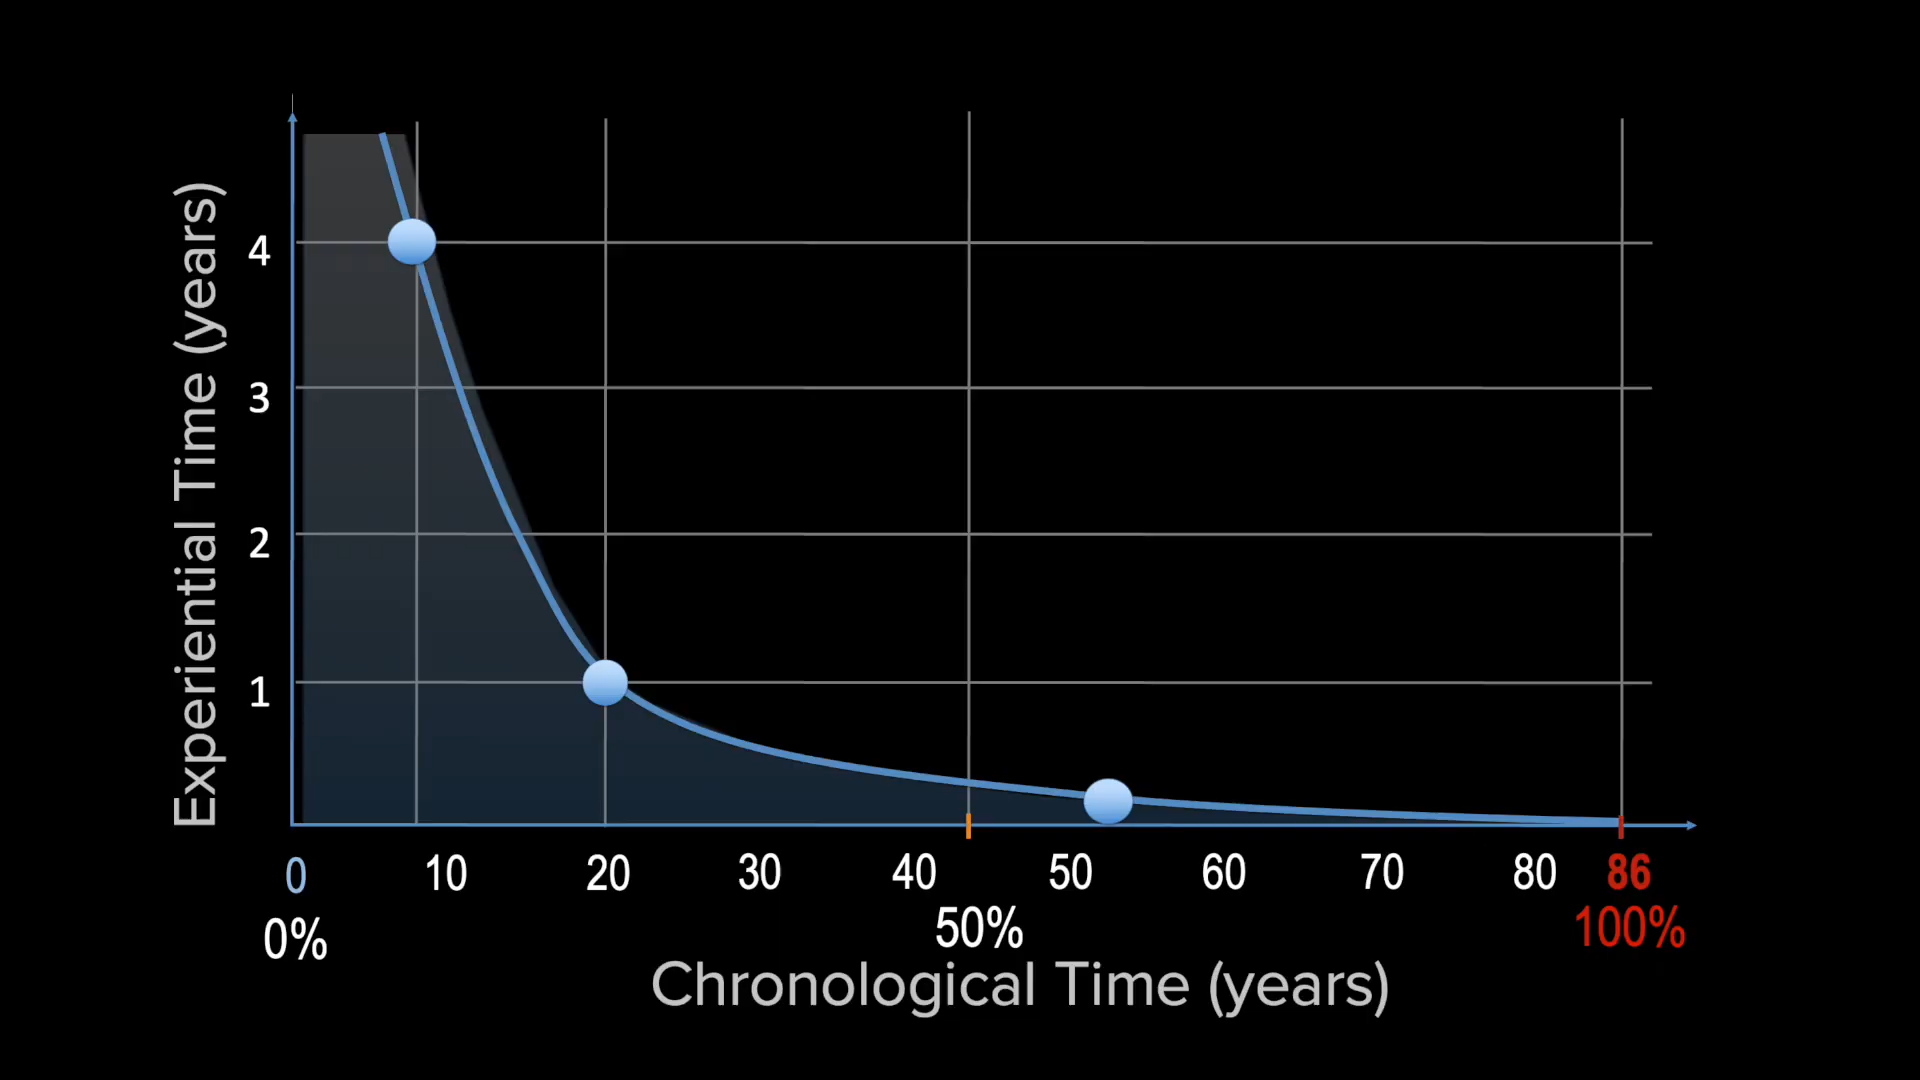 Experiential Time (years)
4
3
2
1
0 10 20 30 40 50 60 70 80 86
0% 50% 100%
Chronological Time (years)